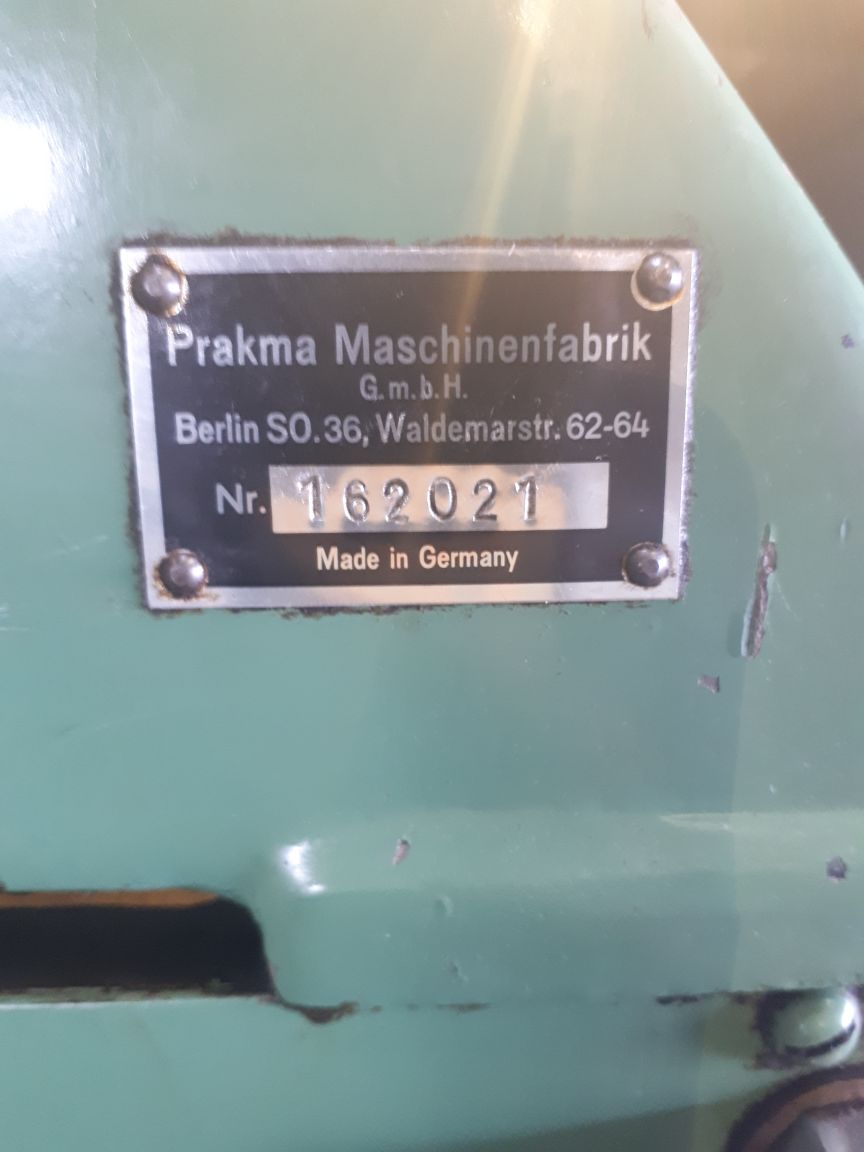 Prakma Maschinenfabrik
G.m.b.H.
Berlin SO.36, Waldemarstr. 62-64
Nr. 162021
Made in Germany